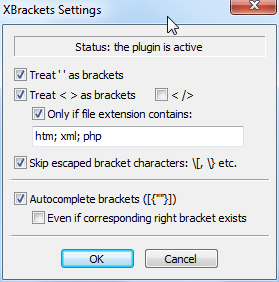 XBrackets Settings
Status: the plugin is active
Treat ' ' as brackets
Treat < > as brackets </>
Only if file extension contains:
htm; xml; php
Skip escaped bracket characters: \[, \} etc.
Autocomplete brackets ([{""}])
Even if corresponding right bracket exists
OK Cancel